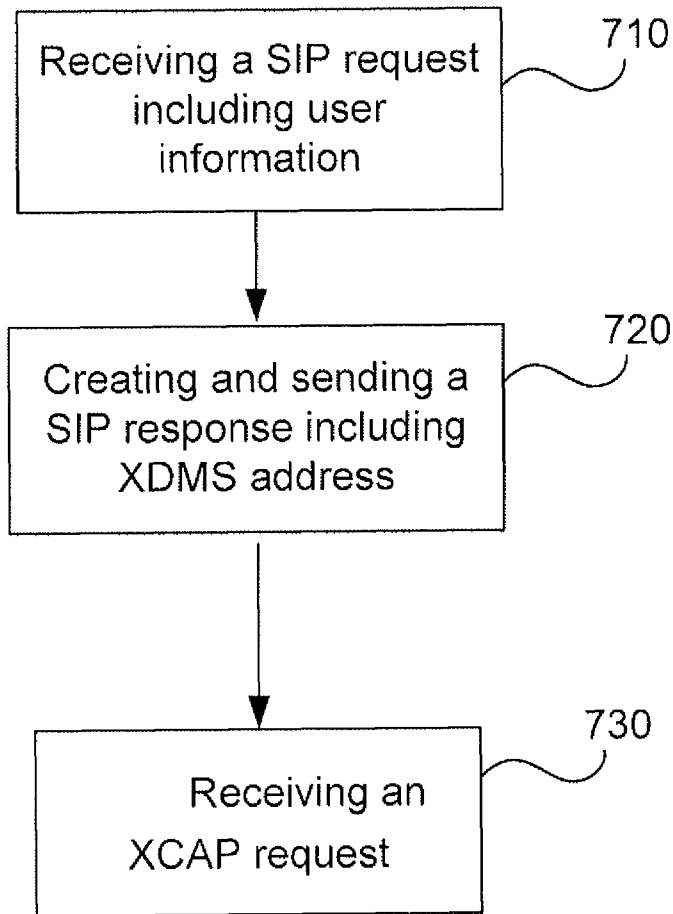 710
Receiving a SIP request
including user
information
720
Creating and sending a
SIP response including
XDMS address
730
Receiving an
XCAP request